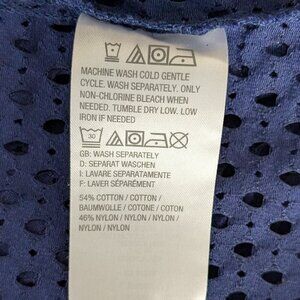 MACHINE WASH COLD GENTLE
CYCLE. WASH SEPARATELY. ONLY
NON-CHLORINE BLEACH WHEN
NEEDED. TUMBLE DRY LOW. LOW
IRON IF NEEDED
30
GB: WASH SEPARATELY
D: SEPARAT WASCHEN
I: LAVARE SEPARATAMENTE
F: LAVER SÉPARÉMENT
54% COTTON / COTTON /
BAUMWOLLE / COTONE / COTON
46% NYLON / NYLON / NYLON /
NYLON / NYLON